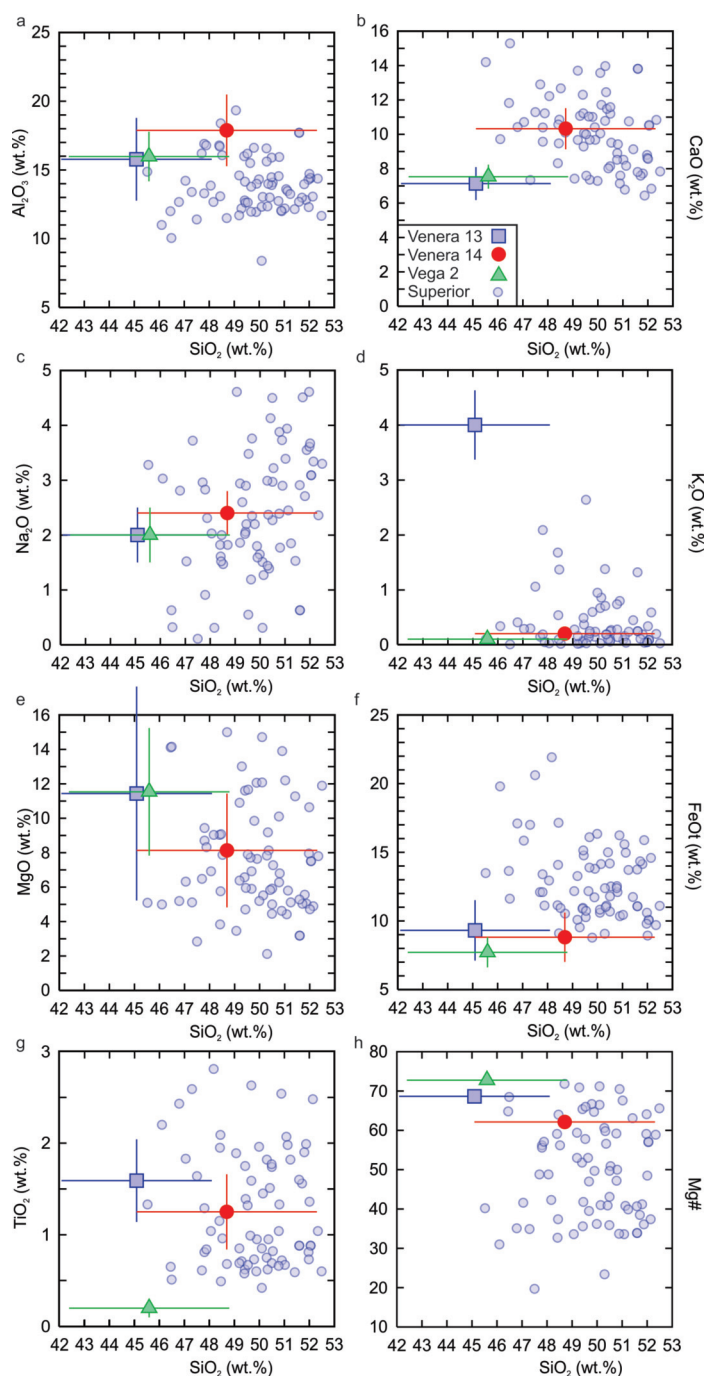 a
25
20
15
10
5
Al₂O₃ (wt.%)
42 43 44 45 46 47 48 49 50 51 52 53
SiO₂ (wt.%)
b
16
14
12
10
8
6
4
2
0
CaO (wt.%)
Venera 13
Venera 14
Vega 2
Superior
42 43 44 45 46 47 48 49 50 51 52 53
SiO₂ (wt.%)
c
5
4
3
2
1
0
Na₂O (wt.%)
42 43 44 45 46 47 48 49 50 51 52 53
SiO₂ (wt.%)
d
5
4
3
2
1
0
K₂O (wt.%)
42 43 44 45 46 47 48 49 50 51 52 53
SiO₂ (wt.%)
e
16
14
12
10
8
6
4
2
0
MgO (wt.%)
42 43 44 45 46 47 48 49 50 51 52 53
SiO₂ (wt.%)
f
25
20
15
10
5
FeOt (wt.%)
42 43 44 45 46 47 48 49 50 51 52 53
SiO₂ (wt.%)
g
3
2
1
0
TiO₂ (wt.%)
42 43 44 45 46 47 48 49 50 51 52 53
SiO₂ (wt.%)
h
80
70
60
50
40
30
20
10
Mg#
42 43 44 45 46 47 48 49 50 51 52 53
SiO₂ (wt.%)